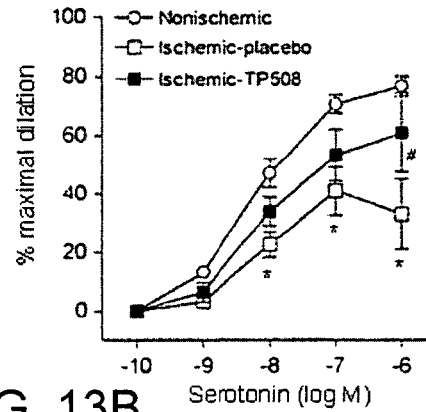 100
Nonischemic
Ischemic-placebo
80
Ischemic-TP508
60
#
40
20
0
% maximal dilation
* * *
-10 -9 -8 -7 -6
Serotonin (log M)
G. 13B